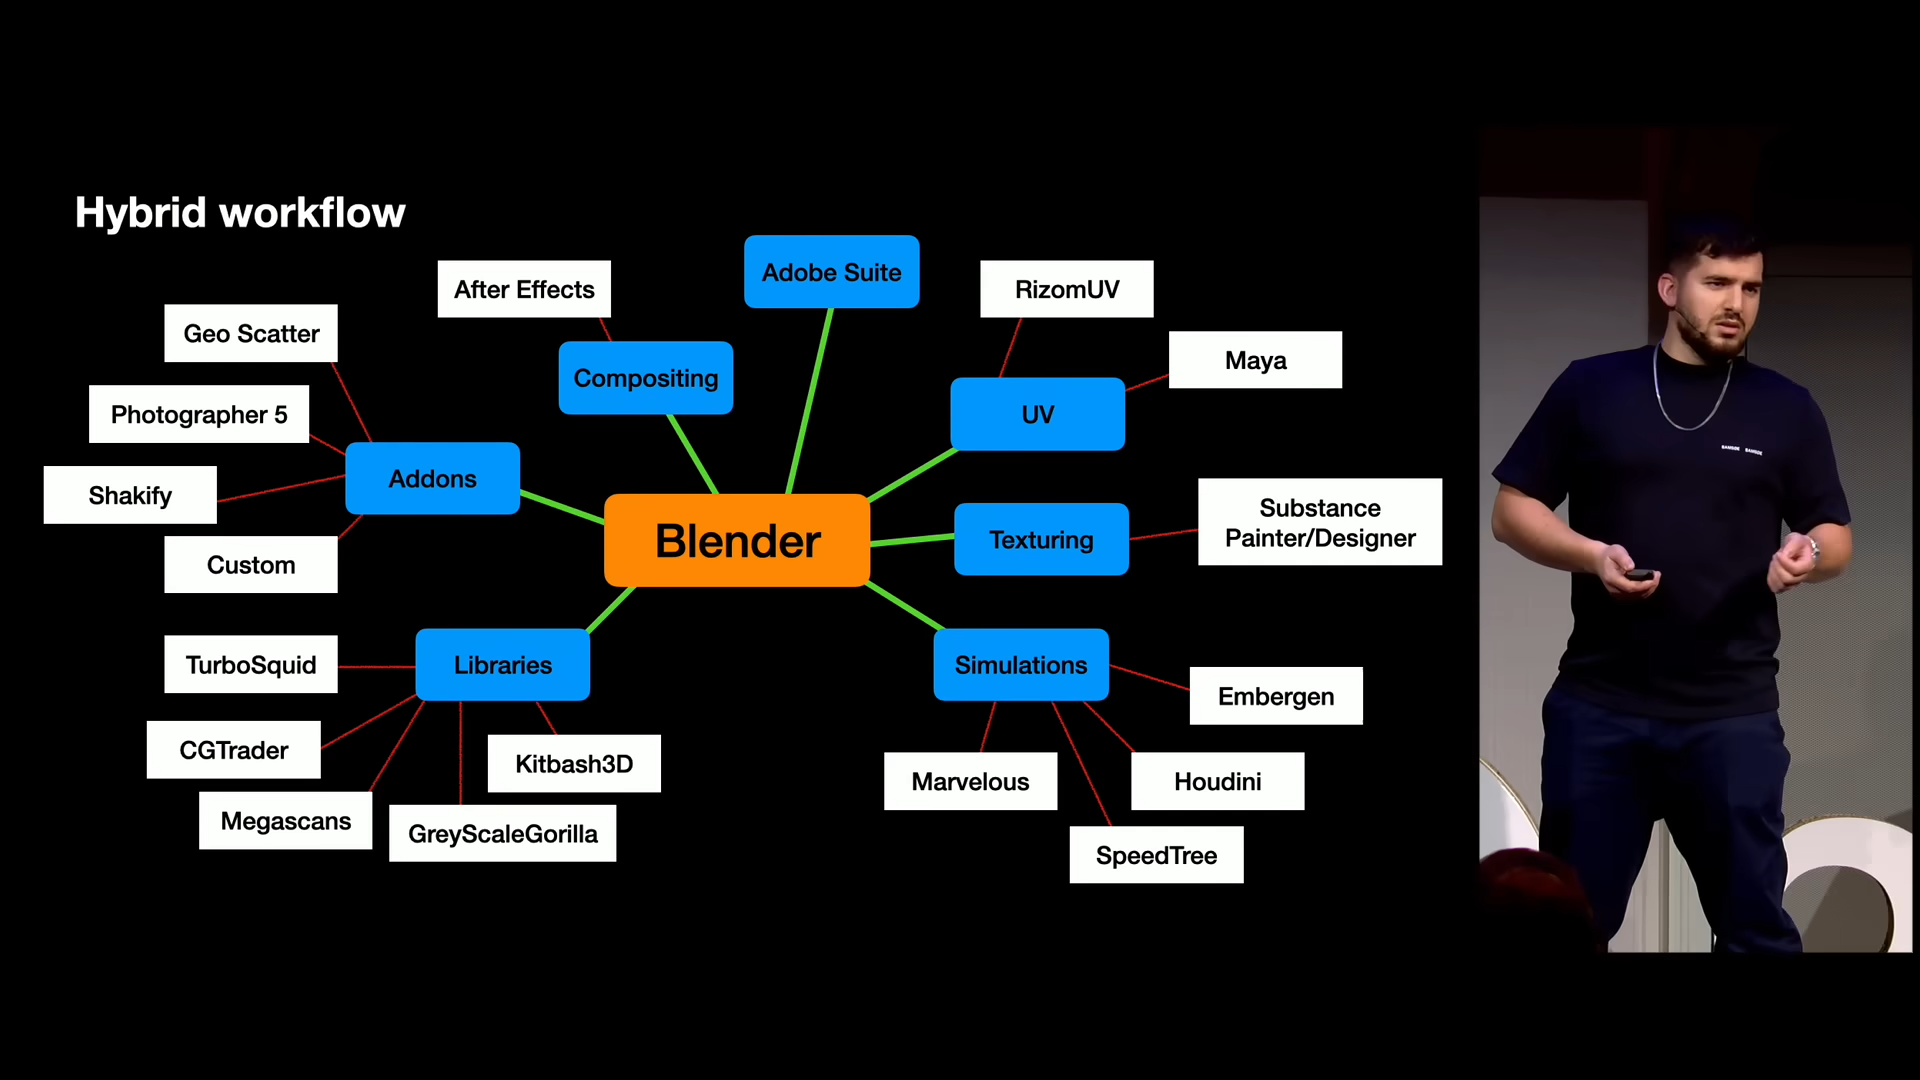 Hybrid workflow
Adobe Suite
After Effects
RizomUV
Geo Scatter
Maya
Compositing
Photographer 5
UV
Addons
Shakify
Substance
Painter/Designer
Blender
Texturing
Custom
TurboSquid
Libraries
Simulations
Embergen
CGTrader
Kitbash3D
Marvelous
Houdini
Megascans
GreyScaleGorilla
SpeedTree